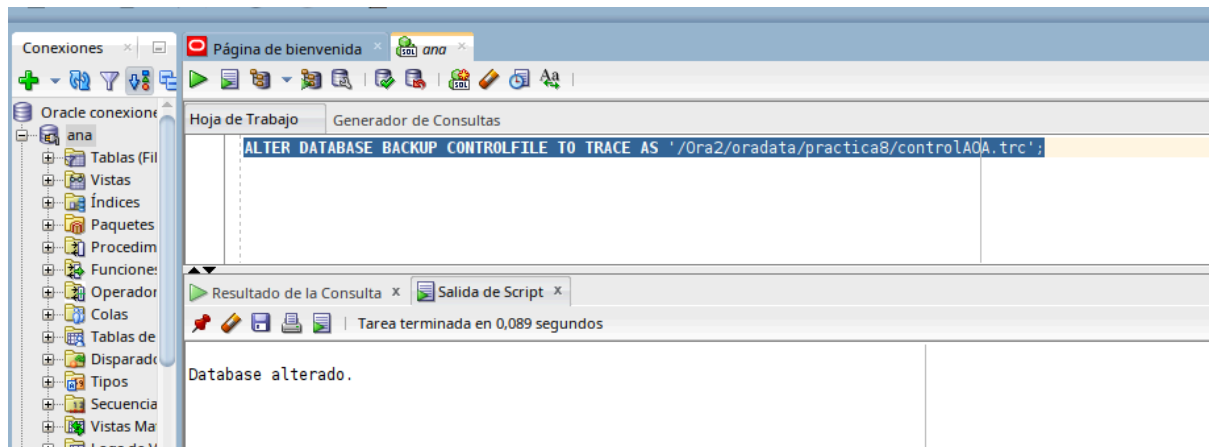 Conexiones
Página de bienvenida
ana
Oracle conexione
ana
Tablas (Fil
Vistas
Índices
Paquetes
Procedim
Funciones
Operador
Colas
Tablas de
Disparado
Tipos
Secuencia
Vistas Ma
Hoja de Trabajo Generador de Consultas
ALTER DATABASE BACKUP CONTROLFILE TO TRACE AS '/Ora2/oradata/practica8/controlAOA.trc';
Resultado de la Consulta x Salida de Script x
Tarea terminada en 0,089 segundos
Database alterado.